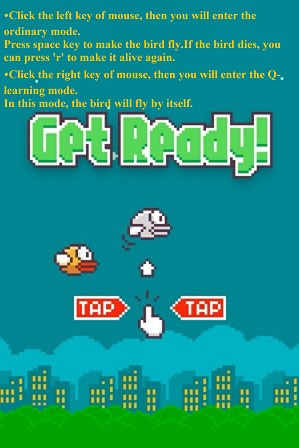 •Click the left key of mouse, then you will enter the
ordinary mode.
Press space key to make the bird fly.If the bird dies, you
can press 'r' to make it alive again.
•Click the right key of mouse, then you will enter the Q-
learning mode.
In this mode, the bird will fly by itself.
Get Ready!
TAP TAP